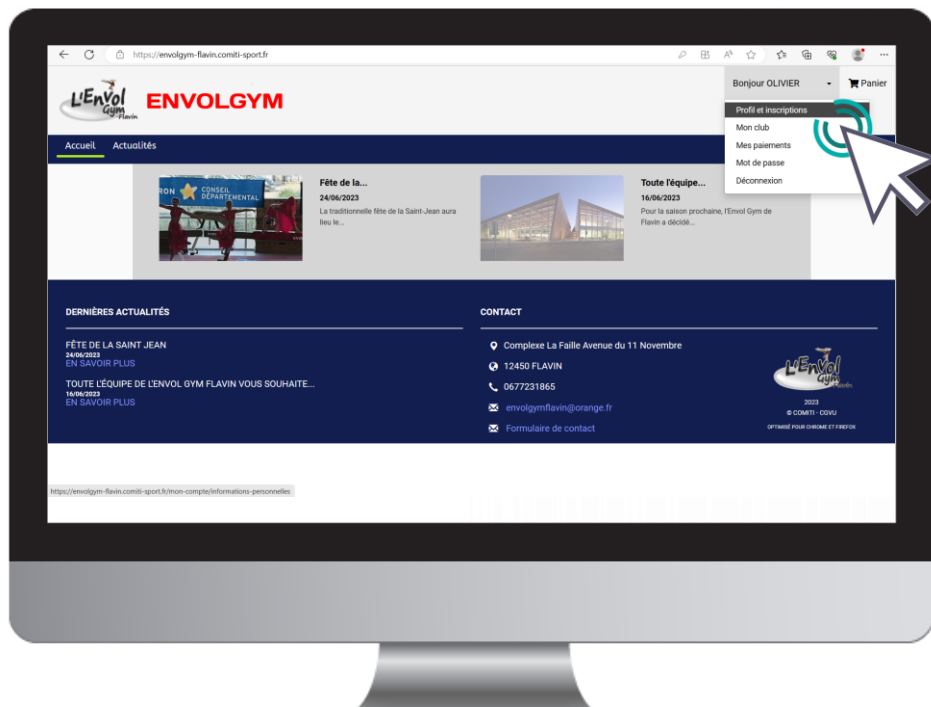 https://envolgym-flavin.comiti-sport.fr
L'Envol
Gym
Flavin
ENVOLGYM
Bonjour OLIVIER
Panier
Profil et inscriptions
Mon club
Mes paiements
Mot de passe
Déconnexion
Accueil Actualités
RON CONSEIL
DÉPARTEMENTAL
Fête de la...
24/06/2023
La traditionnelle fête de la Saint-Jean aura
lieu le...
Toute l'équipe...
16/06/2023
Pour la saison prochaine, l'Envol Gym de
Flavin a décidé...
DERNIÈRES ACTUALITÉS
FÊTE DE LA SAINT JEAN
24/06/2023
EN SAVOIR PLUS
TOUTE L'ÉQUIPE DE L'ENVOL GYM FLAVIN VOUS SOUHAITE...
16/06/2023
EN SAVOIR PLUS
CONTACT
Complexe La Faille Avenue du 11 Novembre
12450 FLAVIN
0677231865
envolgymflavin@orange.fr
Formulaire de contact
L'Envol
Gym
Flavin
2023
© COMITI - CGVU
OPTIMISÉ POUR CHROME ET FIREFOX
https://envolgym-flavin.comiti-sport.fr/mon-compte/informations-personnelles